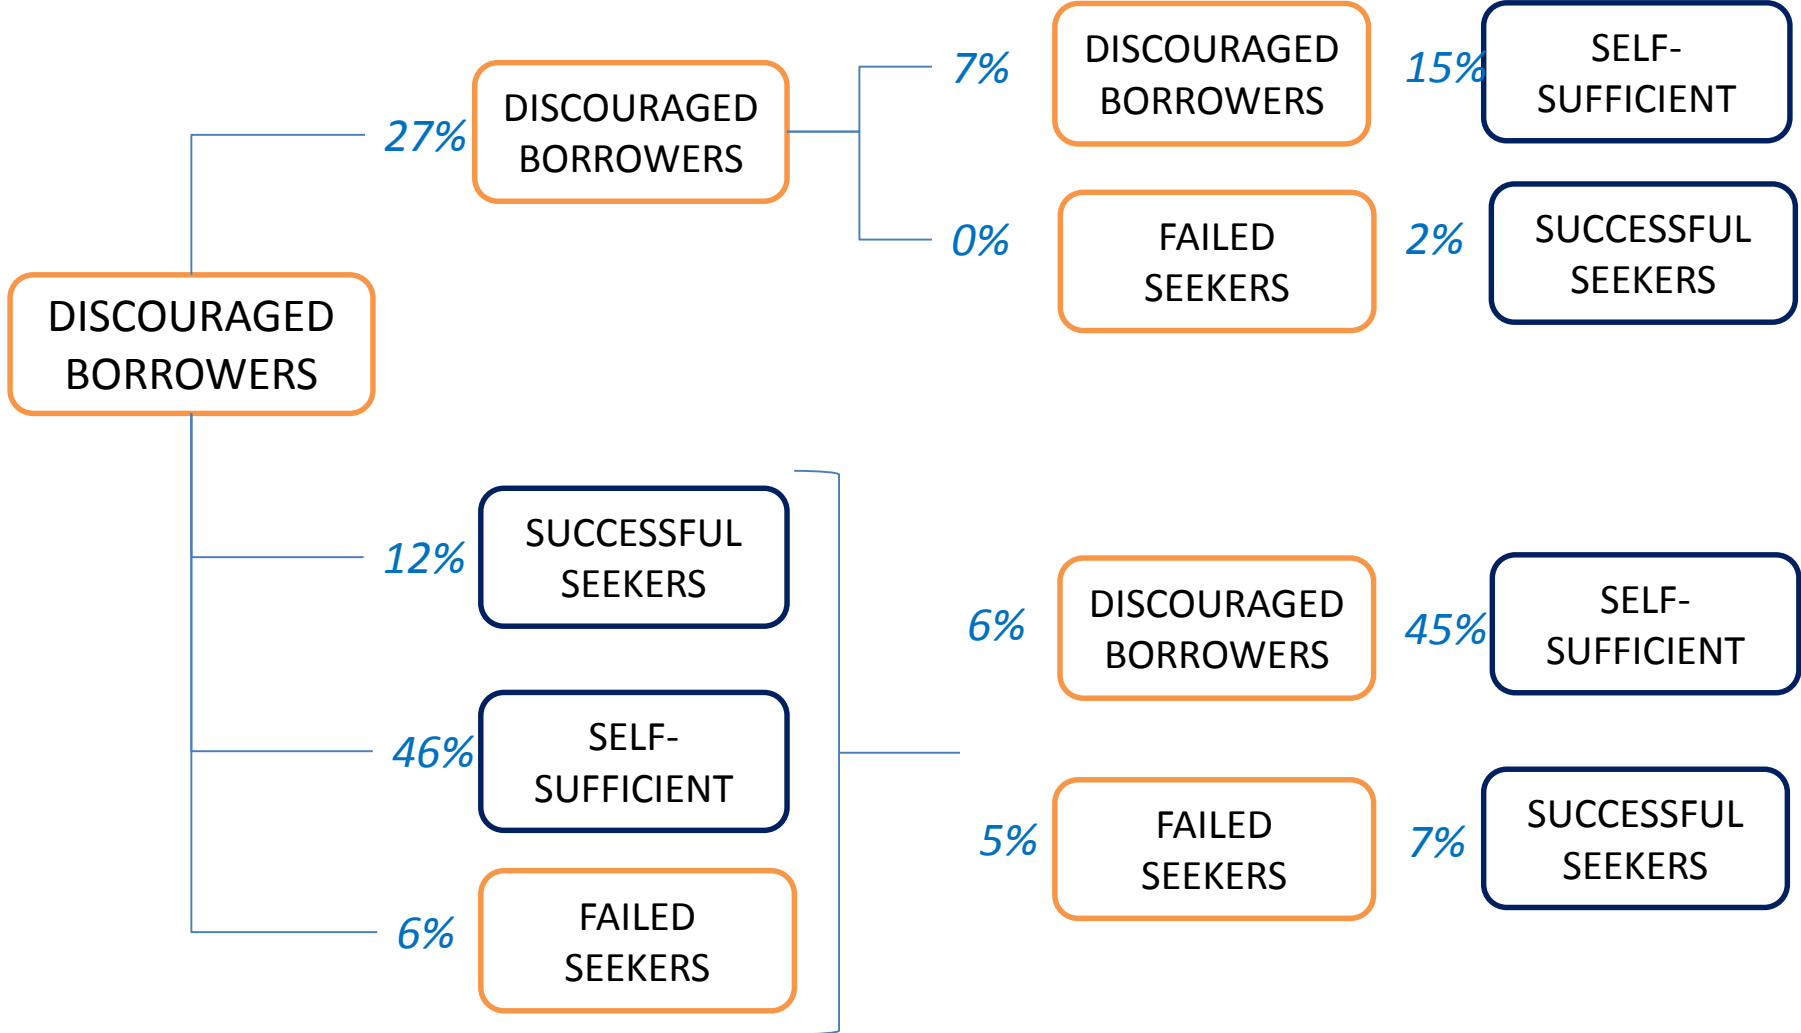 DISCOURAGED
BORROWERS
27%
DISCOURAGED
BORROWERS
7%
DISCOURAGED
BORROWERS
15%
SELF-
SUFFICIENT
0%
FAILED
SEEKERS
2%
SUCCESSFUL
SEEKERS
12%
SUCCESSFUL
SEEKERS
46%
SELF-
SUFFICIENT
6%
FAILED
SEEKERS
6%
DISCOURAGED
BORROWERS
45%
SELF-
SUFFICIENT
5%
FAILED
SEEKERS
7%
SUCCESSFUL
SEEKERS